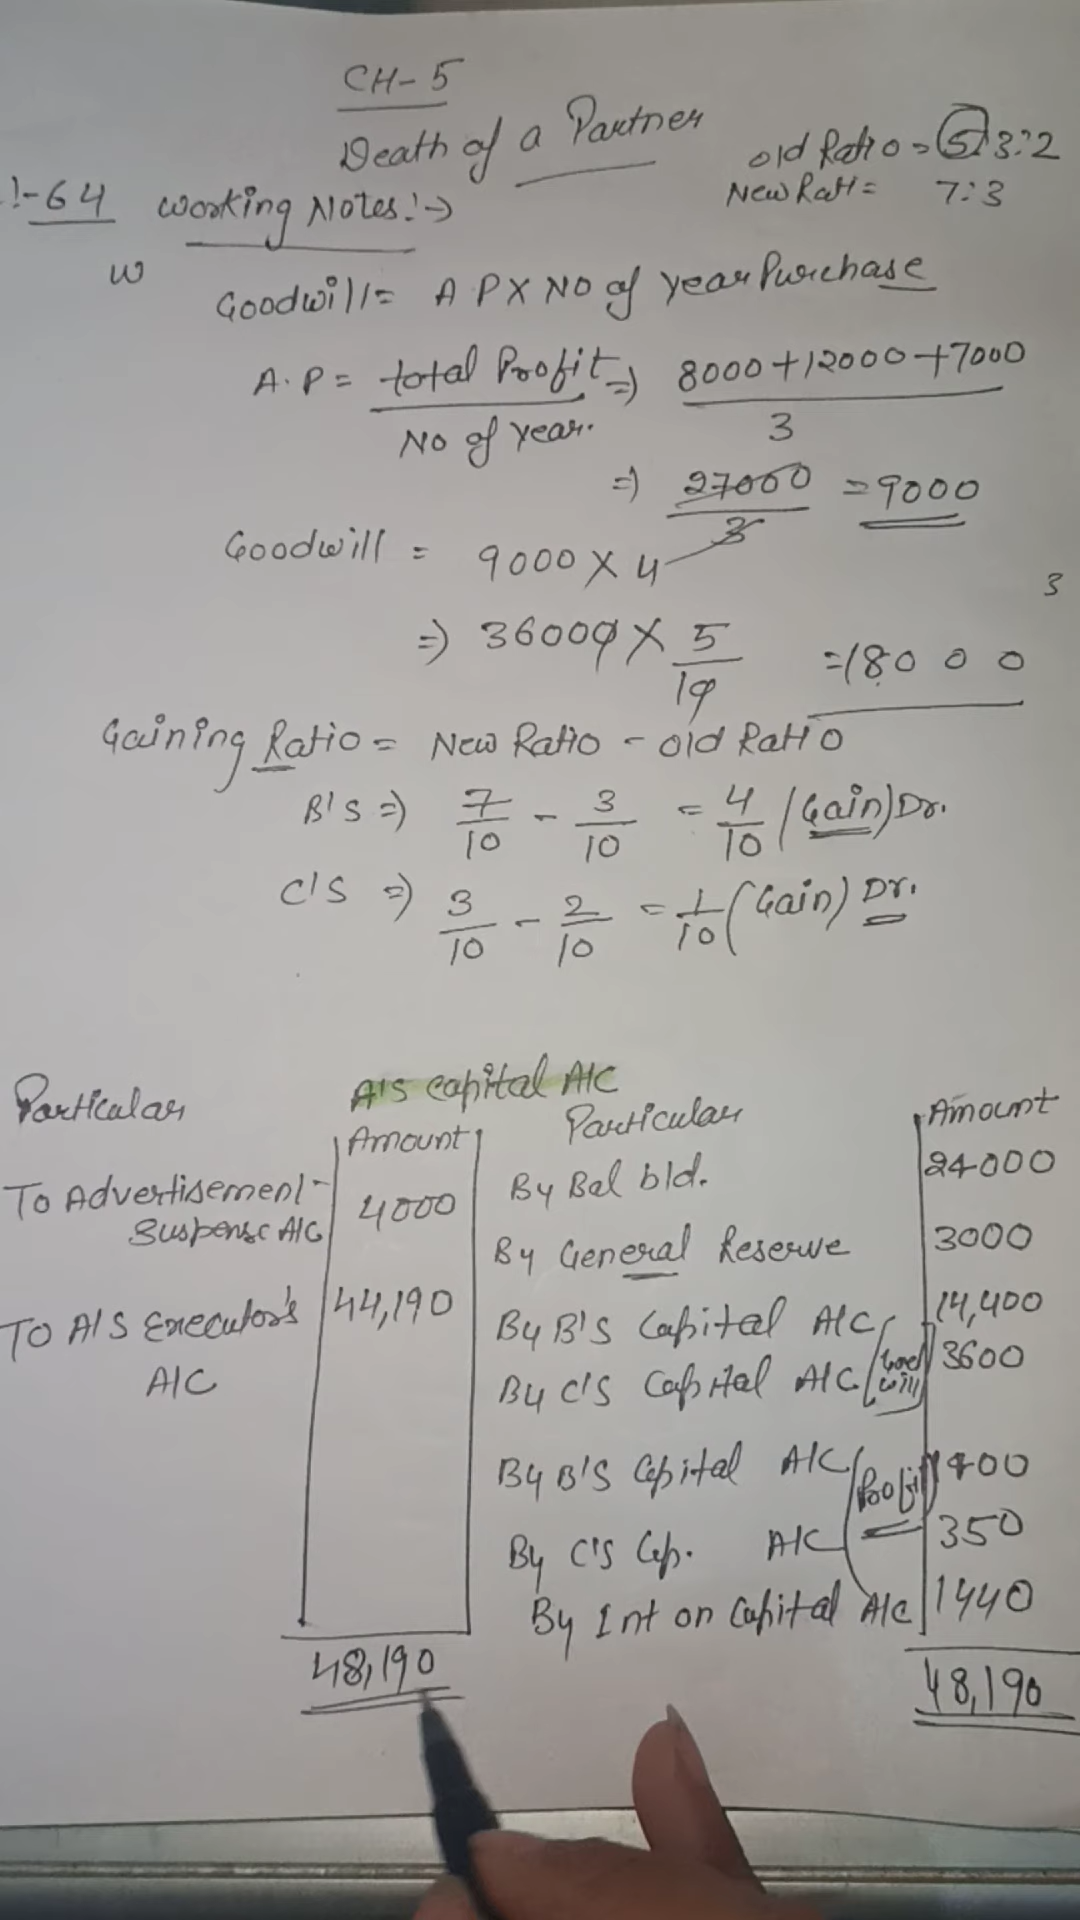 CH-5
Death of a Partner
old Ratio = 5:3:2
New Rati = 7:3
!-64 Working Notes:->
W
Goodwill = A P X No of year Purchase
A.P = total Profit / No of year. => 8000+12000+7000 / 3
=> 27000 / 3 = 9000
Goodwill = 9000 X 4
3
=> 36000 X 5/10 = 18000
Gaining Ratio = New Ratio - old Ratio
B'S => 7/10 - 3/10 = 4/10 (Gain) Dr.
C'S => 3/10 - 2/10 = 1/10 (Gain) Dr.
A'S Capital A/C
Particular Amount Particular Amount
To Advertisement Suspense A/C 4000 By Bal b/d. 24000
By General Reserve 3000
To A'S Executor's A/C 44,190 By B'S Capital A/C 14,400
By C'S Capital A/C (Good will) 3600
By B'S Capital A/C 1400
By C'S Cap. A/C (Profit) 350
By Int on Capital A/C 1440
48,190 48,190